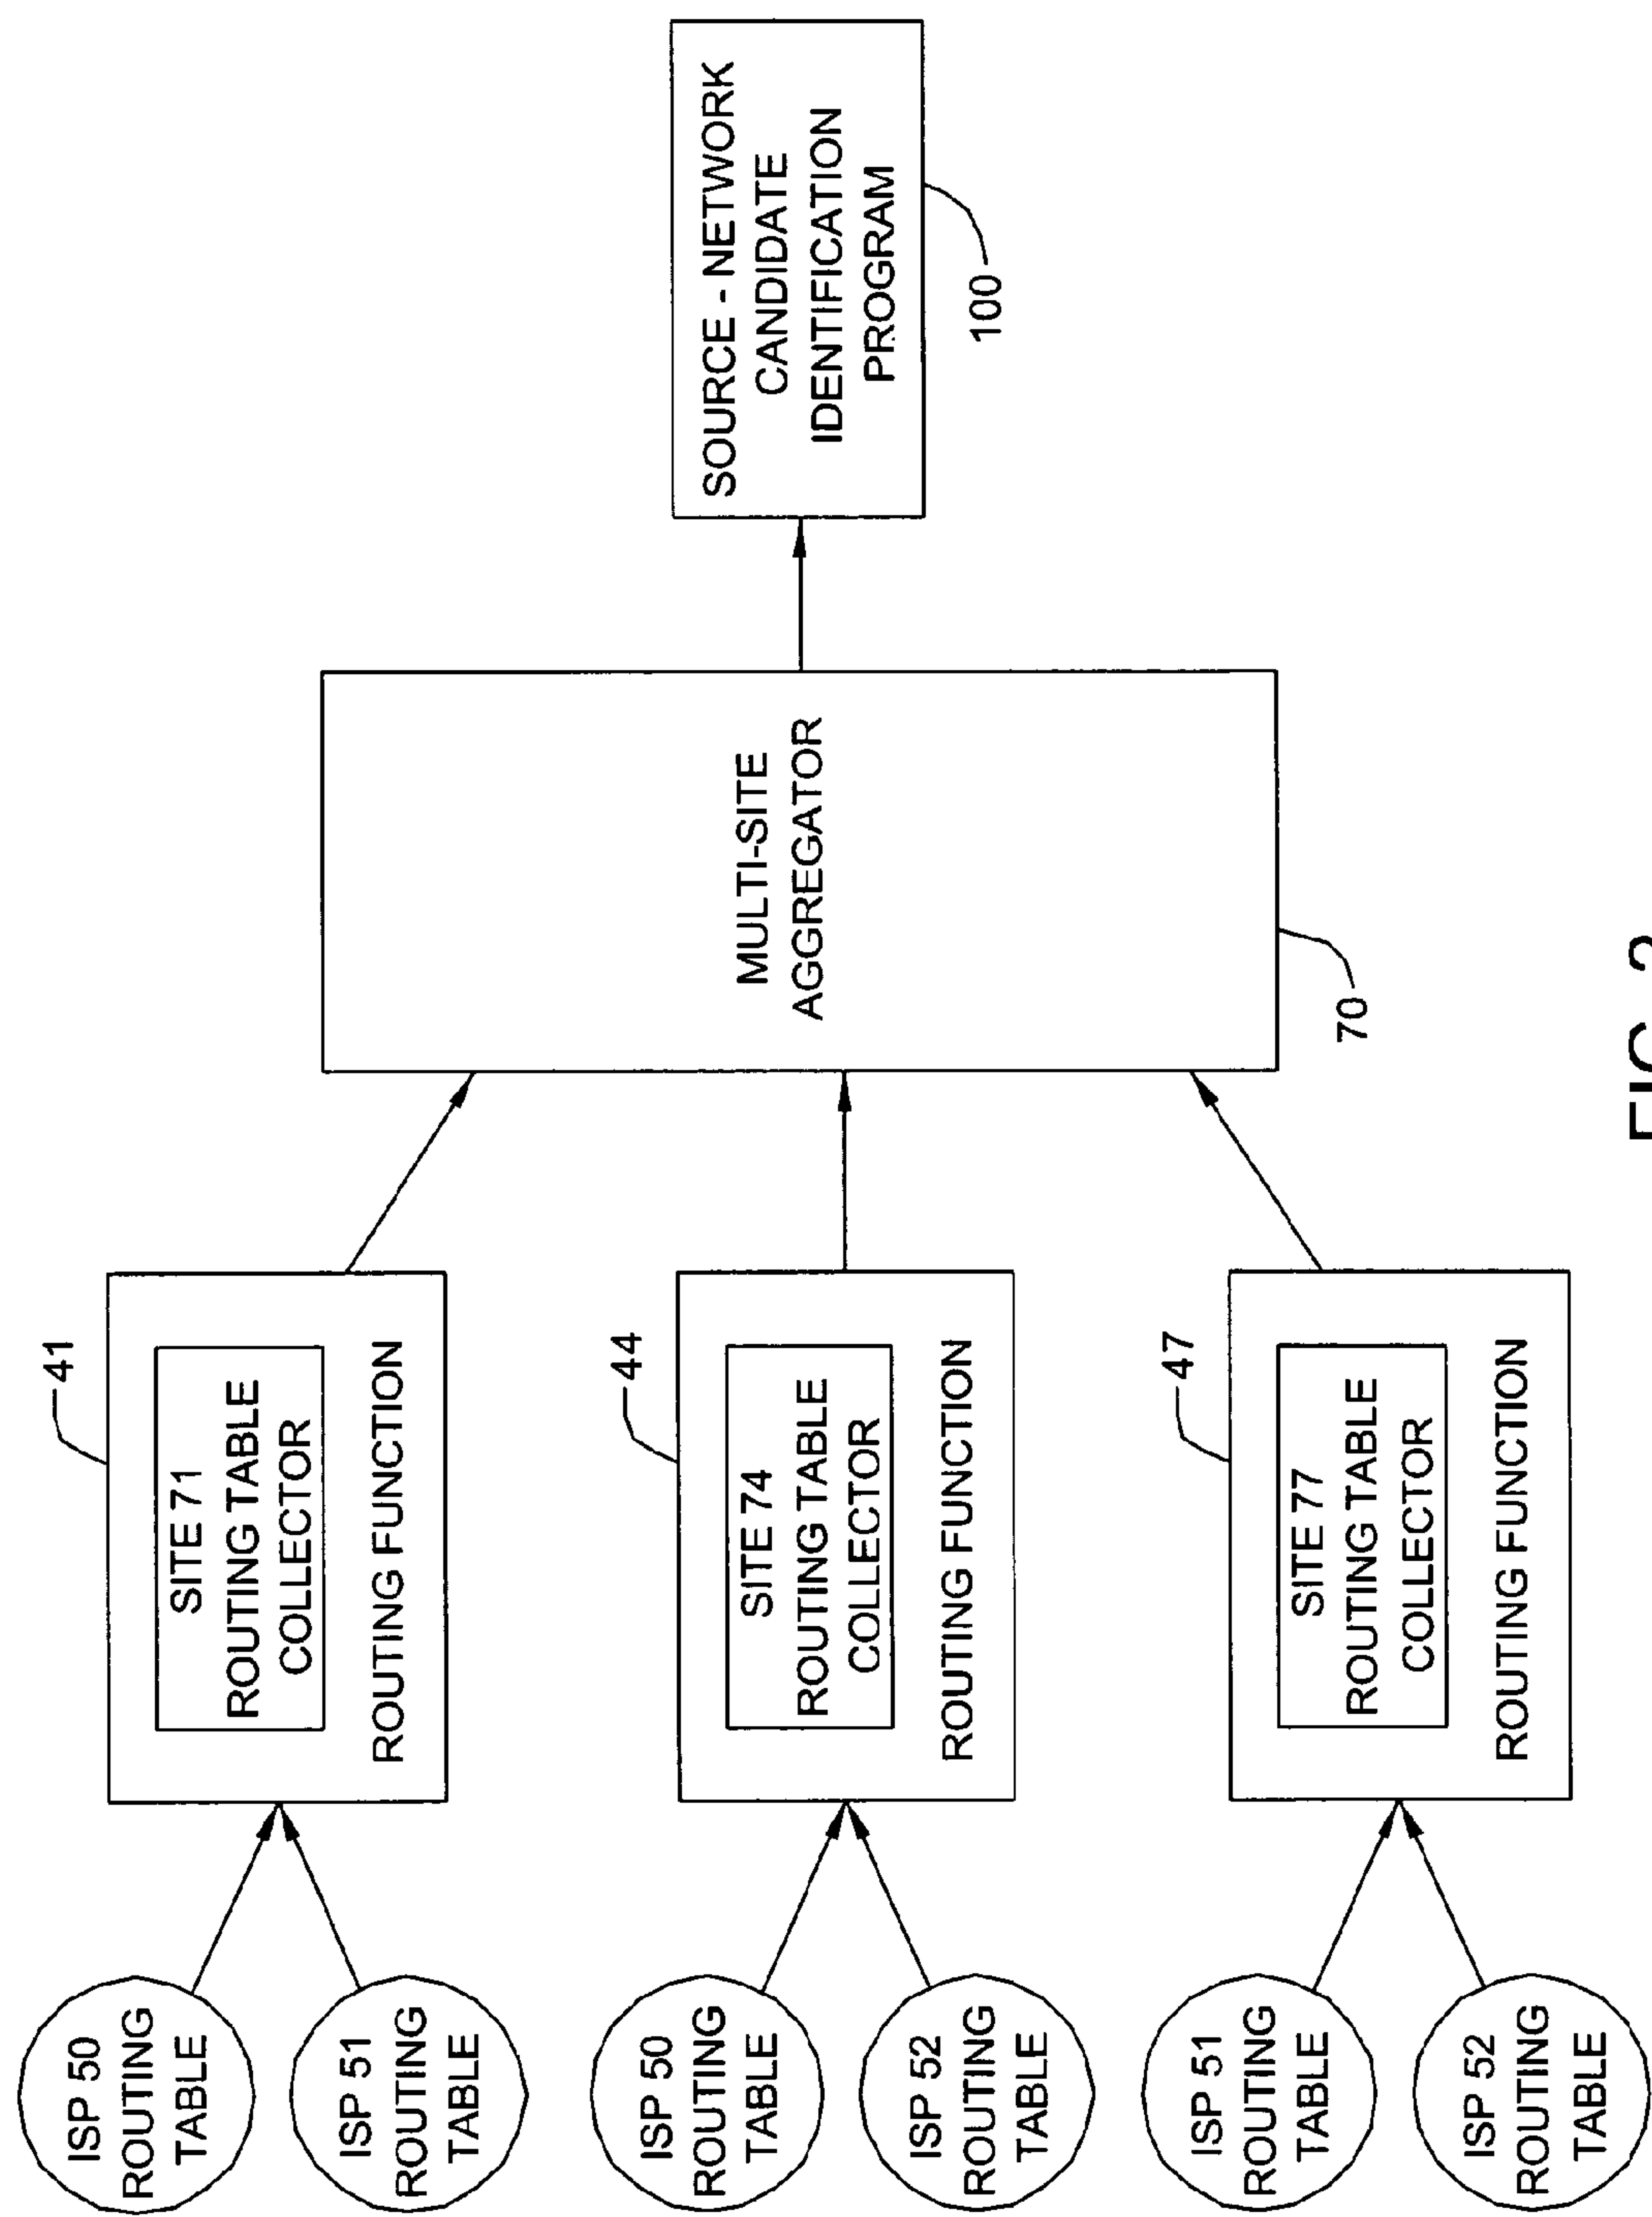 ISP 50
ROUTING
TABLE
ISP 51
ROUTING
TABLE
41
SITE 71
ROUTING TABLE
COLLECTOR
ROUTING FUNCTION
ISP 50
ROUTING
TABLE
ISP 52
ROUTING
TABLE
44
SITE 74
ROUTING TABLE
COLLECTOR
ROUTING FUNCTION
ISP 51
ROUTING
TABLE
ISP 52
ROUTING
TABLE
47
SITE 77
ROUTING TABLE
COLLECTOR
ROUTING FUNCTION
MULTI-SITE
AGGREGATOR
70
SOURCE - NETWORK
CANDIDATE
IDENTIFICATION
PROGRAM
100